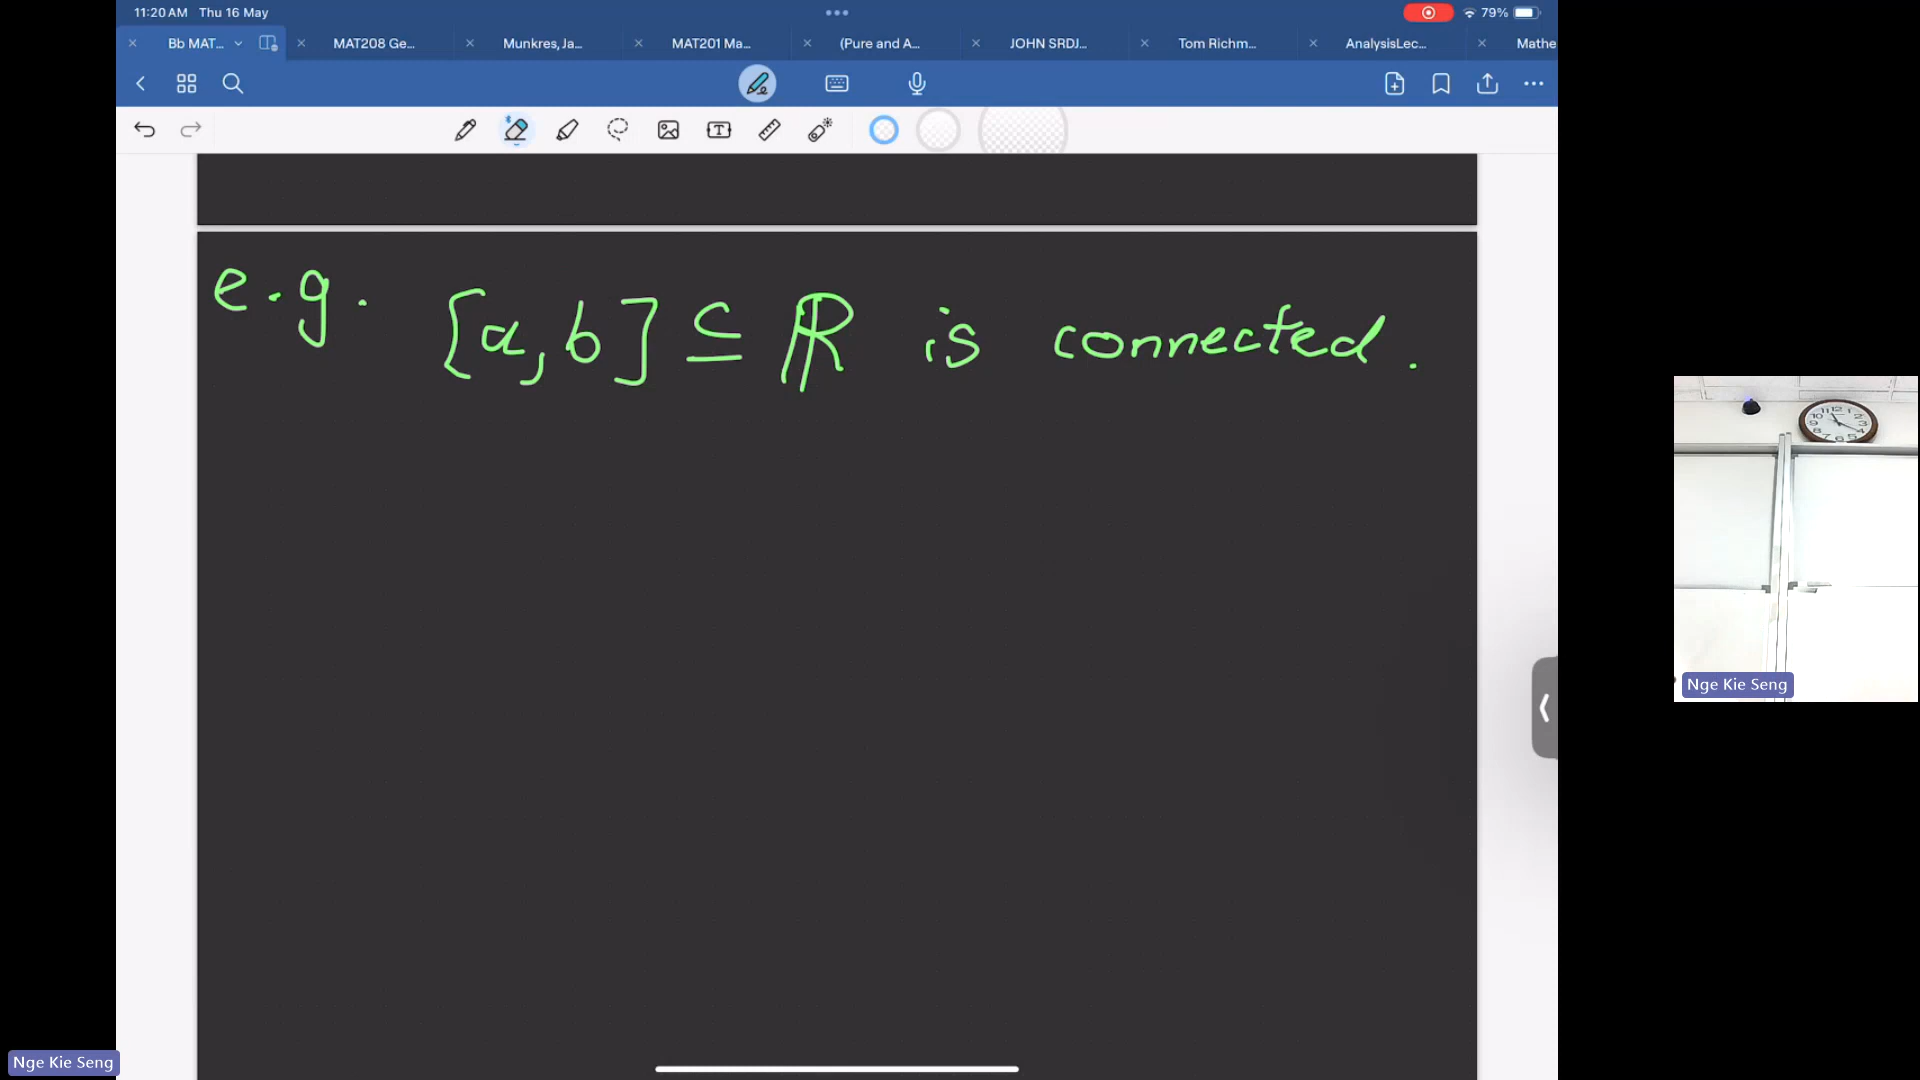 11:20 AM Thu 16 May
79%
Bb MAT...
MAT208 Ge...
Munkres, Ja...
MAT201 Ma...
(Pure and A...
JOHN SRDJ...
Tom Richm...
AnalysisLec...
Mathe
e.g. [a,b] ⊆ ℝ is connected.
Nge Kie Seng
Nge Kie Seng